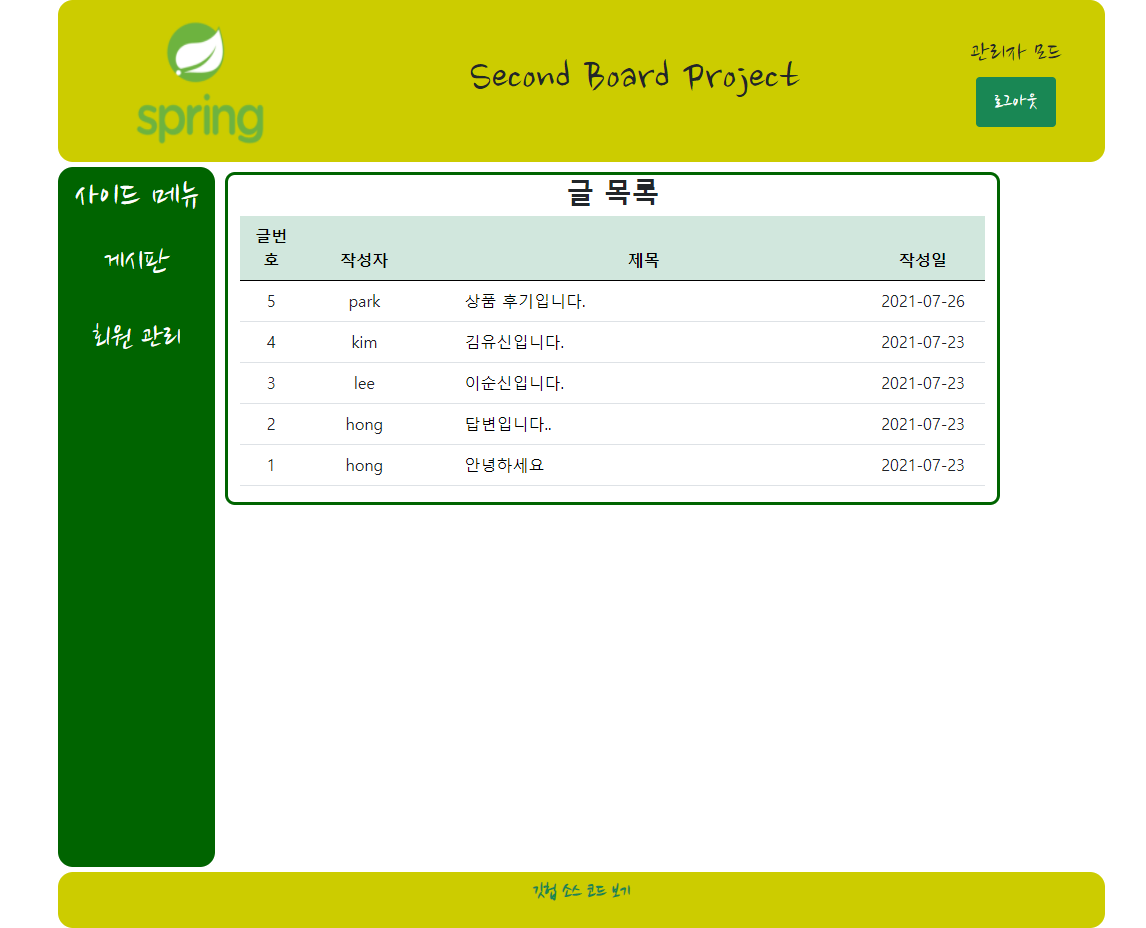 spring
Second Board Project
관리자 모드
로그아웃
사이드 메뉴
게시판
회원 관리
글 목록
글번
호 작성자 제목 작성일
5 park 상품 후기입니다. 2021-07-26
4 kim 김유신입니다. 2021-07-23
3 lee 이순신입니다. 2021-07-23
2 hong 답변입니다.. 2021-07-23
1 hong 안녕하세요 2021-07-23
깃헙 소스 코드 보기